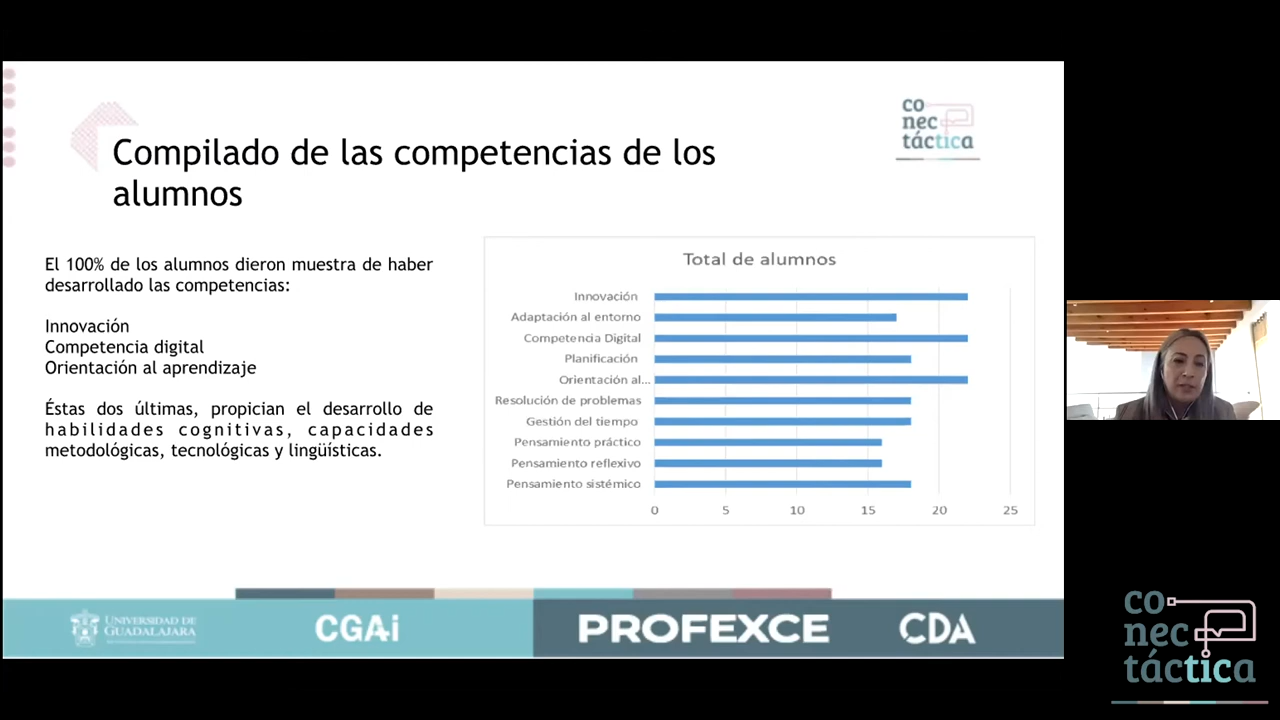 Compilado de las competencias de los
alumnos
co
nec
táctica
El 100% de los alumnos dieron muestra de haber
desarrollado las competencias:
Innovación
Competencia digital
Orientación al aprendizaje
Éstas dos últimas, propician el desarrollo de
habilidades cognitivas, capacidades
metodológicas, tecnológicas y lingüísticas.
Total de alumnos
Innovación
Adaptación al entorno
Competencia Digital
Planificación
Orientación al...
Resolución de problemas
Gestión del tiempo
Pensamiento práctico
Pensamiento reflexivo
Pensamiento sistémico
0 5 10 15 20 25
UNIVERSIDAD DE
GUADALAJARA
CGAi
PROFEXCE
CDA
co
nec
táctica